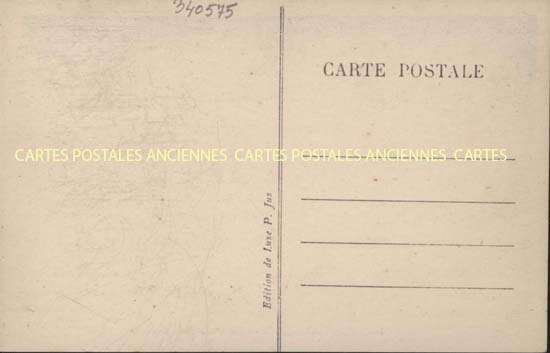 340575
CARTE POSTALE
CARTES POSTALES ANCIENNES CARTES POSTALES ANCIENNES CARTES
Edition de Luxe P. Jus